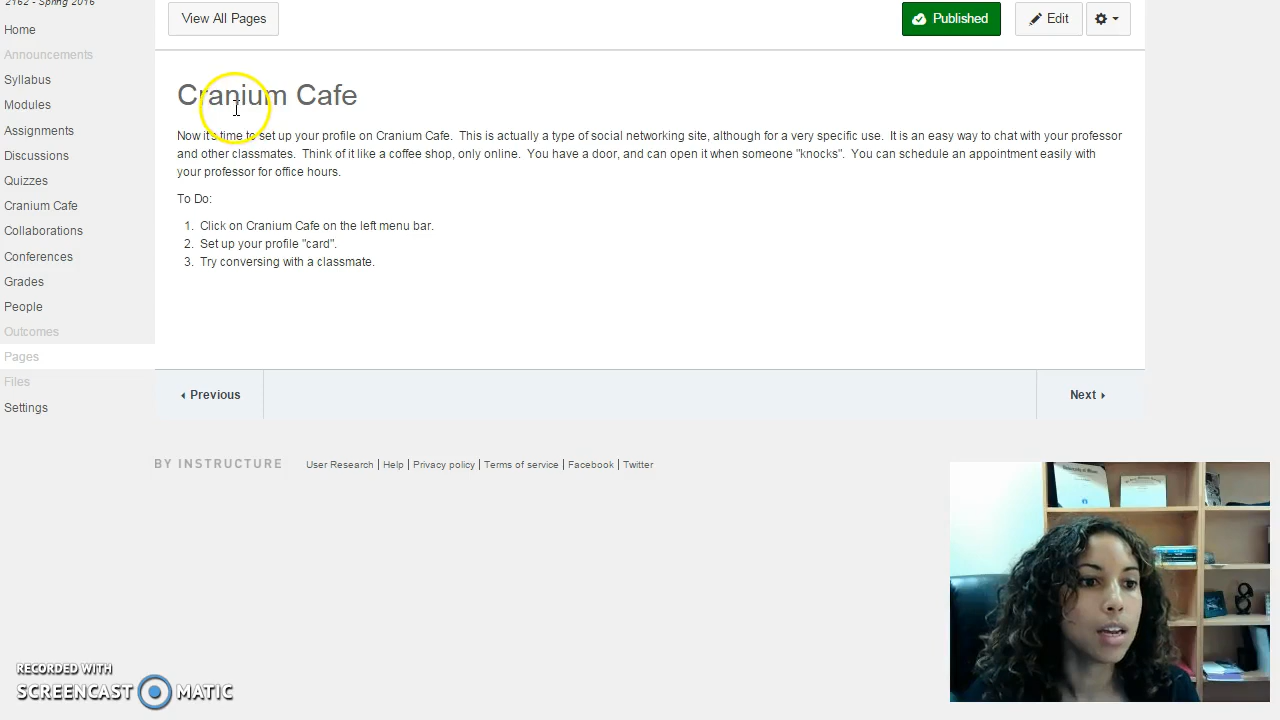 2162 - Spring 2016
View All Pages
Published
Edit
Home
Announcements
Syllabus
Modules
Assignments
Discussions
Quizzes
Cranium Cafe
Collaborations
Conferences
Grades
People
Outcomes
Pages
Files
Settings
Cranium Cafe
Now it's time to set up your profile on Cranium Cafe. This is actually a type of social networking site, although for a very specific use. It is an easy way to chat with your professor
and other classmates. Think of it like a coffee shop, only online. You have a door, and can open it when someone "knocks". You can schedule an appointment easily with
your professor for office hours.
To Do:
1. Click on Cranium Cafe on the left menu bar.
2. Set up your profile "card".
3. Try conversing with a classmate.
Previous
Next
BY INSTRUCTURE
User Research | Help | Privacy policy | Terms of service | Facebook | Twitter
RECORDED WITH
SCREENCAST MATIC